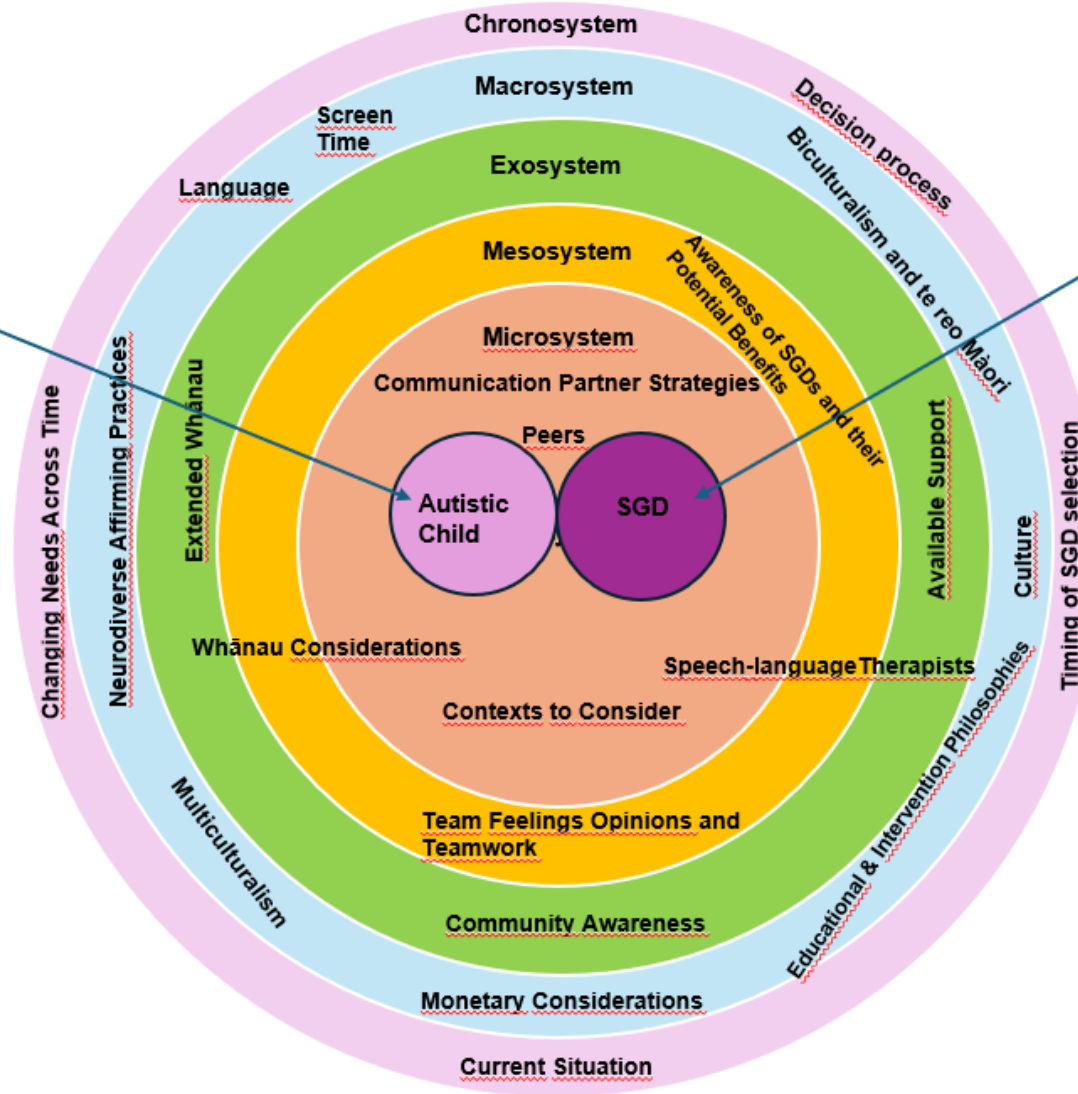 Chronosystem
Macrosystem
Screen
Time
Decision process
Biculturalism and te reo Màori
Language
Exosystem
Mesosystem
Awareness of SGDs and their
Potential Benefits
Microsystem
Communication Partner Strategies
Peers
Autistic
Child
SGD
Changing Needs Across Time
Neurodiverse Affirming Practices
Extended Whānau
Available Support
Culture
Timing of SGD selection
Whānau Considerations
Speech-languageTherapists
Contexts to Consider
Educational & Intervention Philosophies
Multiculturalism
Team Feelings Opinions and
Teamwork
Community Awareness
Monetary Considerations
Current Situation